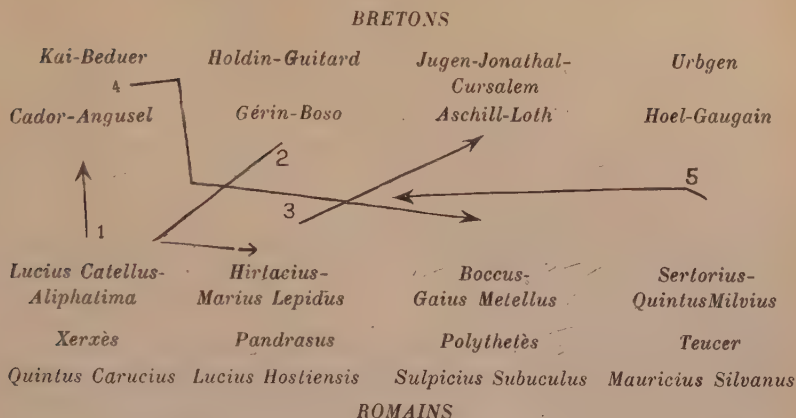 BRETONS
Kai-Beduer Holdin-Guitard Jugen-Jonathal- Urbgen
Cursalem
4
Cador-Angusel Gérin-Boso Aschill-Loth Hoel-Gaugain
2
5
3
1
Lucius Catellus- Hirtacius- Boccus- Sertorius-
Aliphatima Marius Lepidus Gaius Metellus QuintusMilvius
Xerxès Pandrasus Polythetès Teucer
Quintus Carucius Lucius Hostiensis Sulpicius Subuculus Mauricius Silvanus
ROMAINS